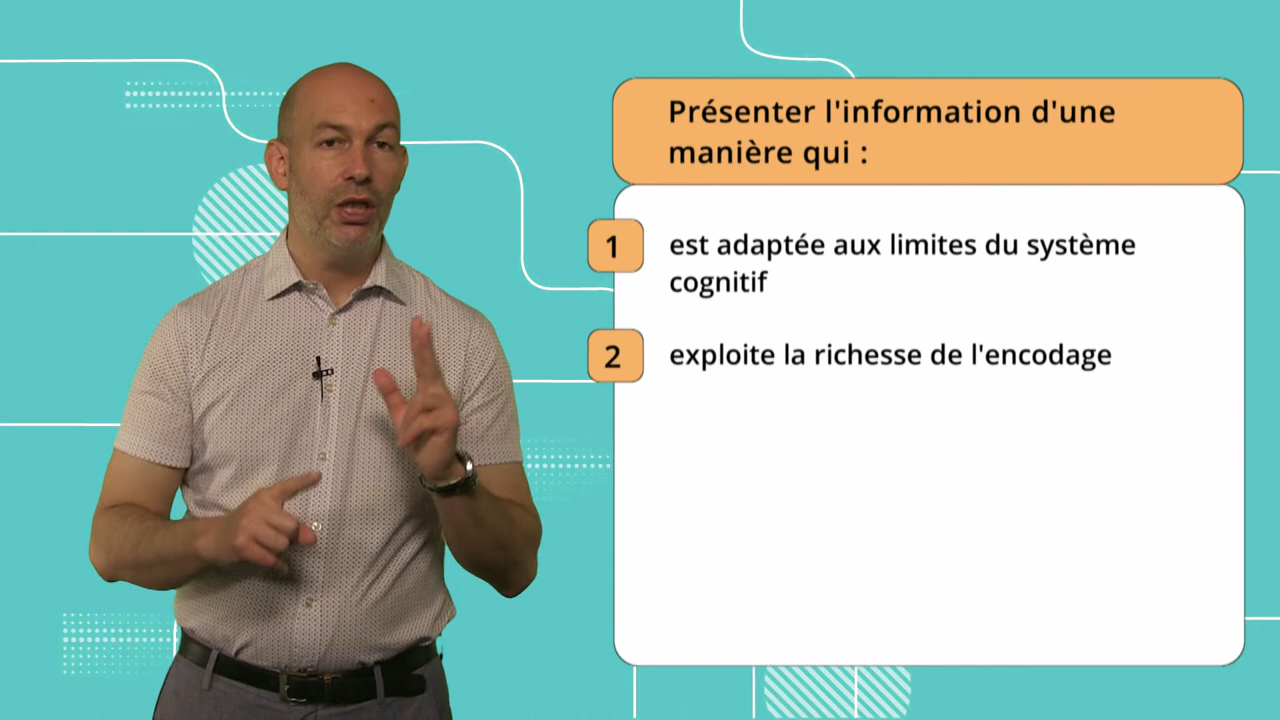 Présenter l'information d'une
manière qui :
1 est adaptée aux limites du système
cognitif
2 exploite la richesse de l'encodage